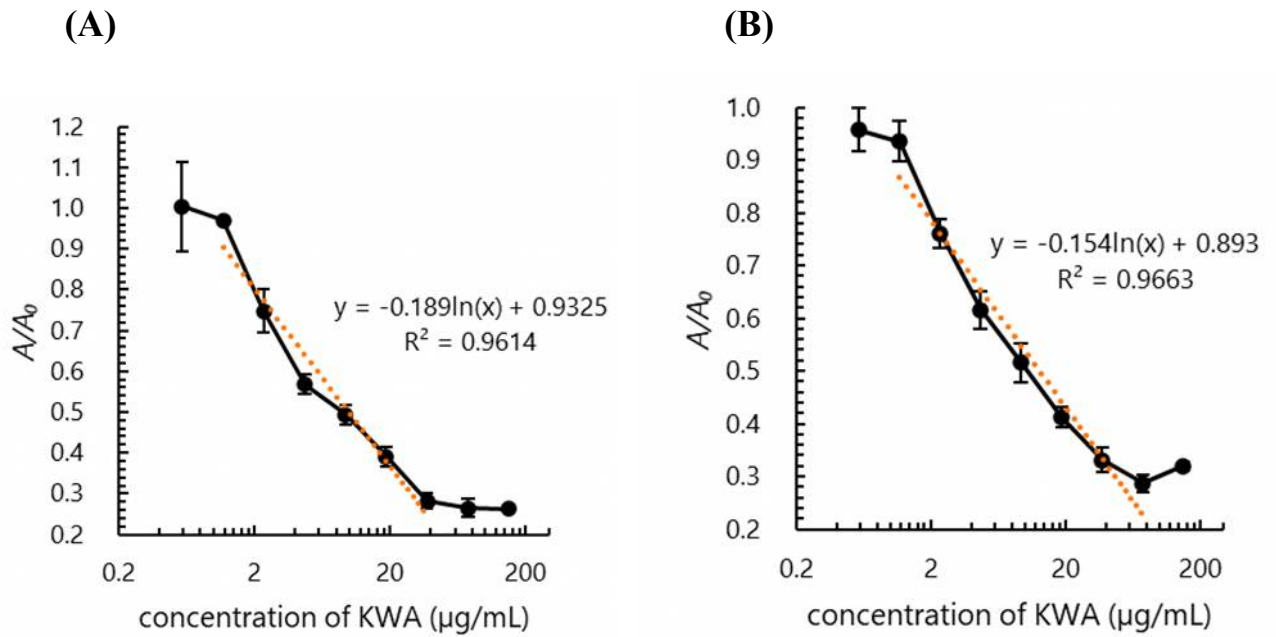 (A)
1.2
1.1
1.0
0.9
0.8
0.7
0.6
0.5
0.4
0.3
0.2
A/A₀
y = -0.189ln(x) + 0.9325
R² = 0.9614
0.2 2 20 200
concentration of KWA (µg/mL)
(B)
1.0
0.9
0.8
0.7
0.6
0.5
0.4
0.3
0.2
A/A₀
y = -0.154ln(x) + 0.893
R² = 0.9663
0.2 2 20 200
concentration of KWA (µg/mL)